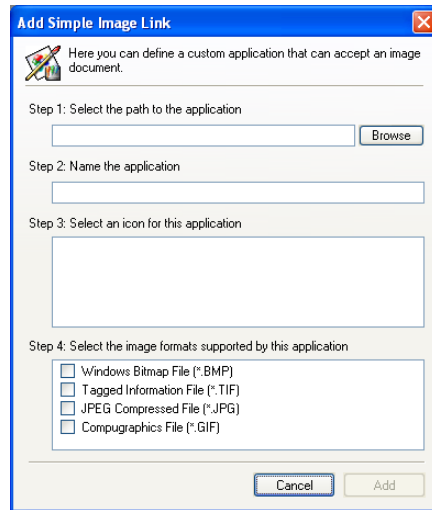 Add Simple Image Link
Here you can define a custom application that can accept an image
document.
Step 1: Select the path to the application
Browse
Step 2: Name the application
Step 3: Select an icon for this application
Step 4: Select the image formats supported by this application
Windows Bitmap File (*.BMP)
Tagged Information File (*.TIF)
JPEG Compressed File (*.JPG)
Compugraphics File (*.GIF)
Cancel
Add